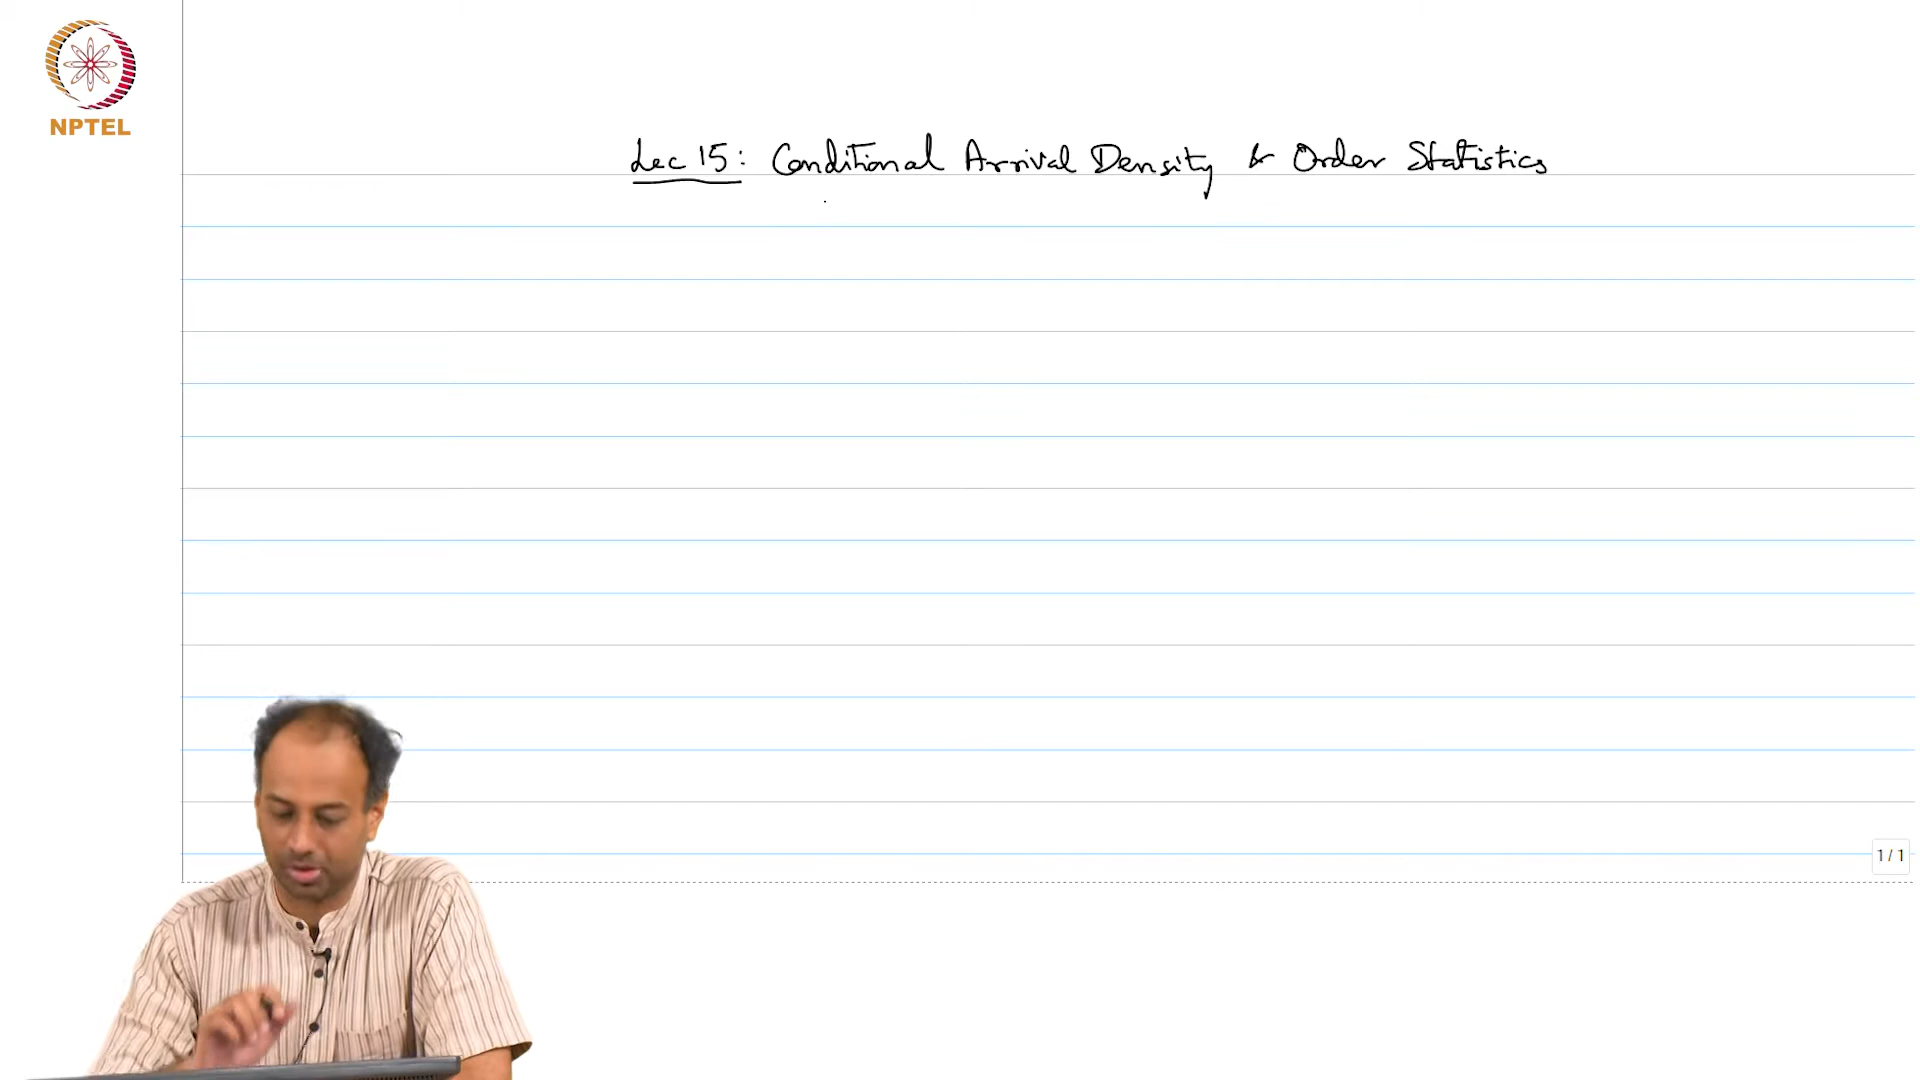 NPTEL
Lec 15: Conditional Arrival Density & Order Statistics
1 / 1